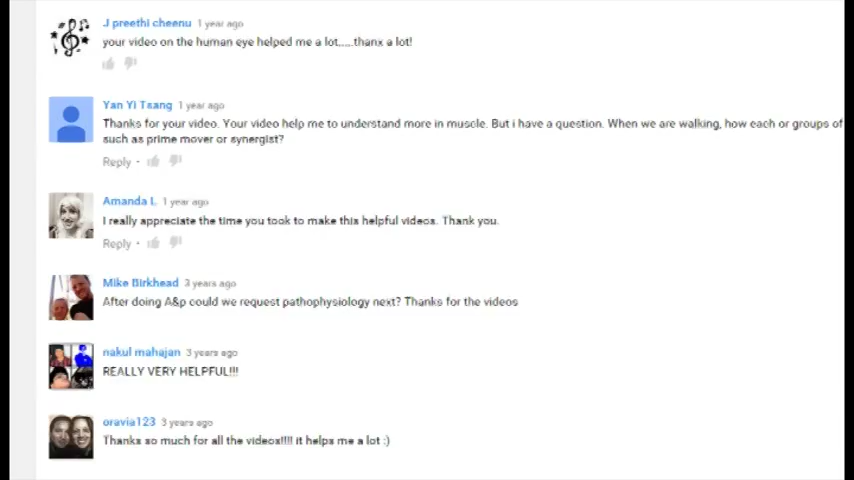 J preethi cheenu 1 year ago
your video on the human eye helped me a lot.....thanx a lot!
Yan Yi Tsang 1 year ago
Thanks for your video. Your video help me to understand more in muscle. But i have a question. When we are walking, how each or groups of
such as prime mover or synergist?
Reply •
Amanda L 1 year ago
I really appreciate the time you took to make this helpful videos. Thank you.
Reply •
Mike Birkhead 3 years ago
After doing A&p could we request pathophysiology next? Thanks for the videos
nakul mahajan 3 years ago
REALLY VERY HELPFUL!!!
oravia123 3 years ago
Thanks so much for all the videos!!!! it helps me a lot :)